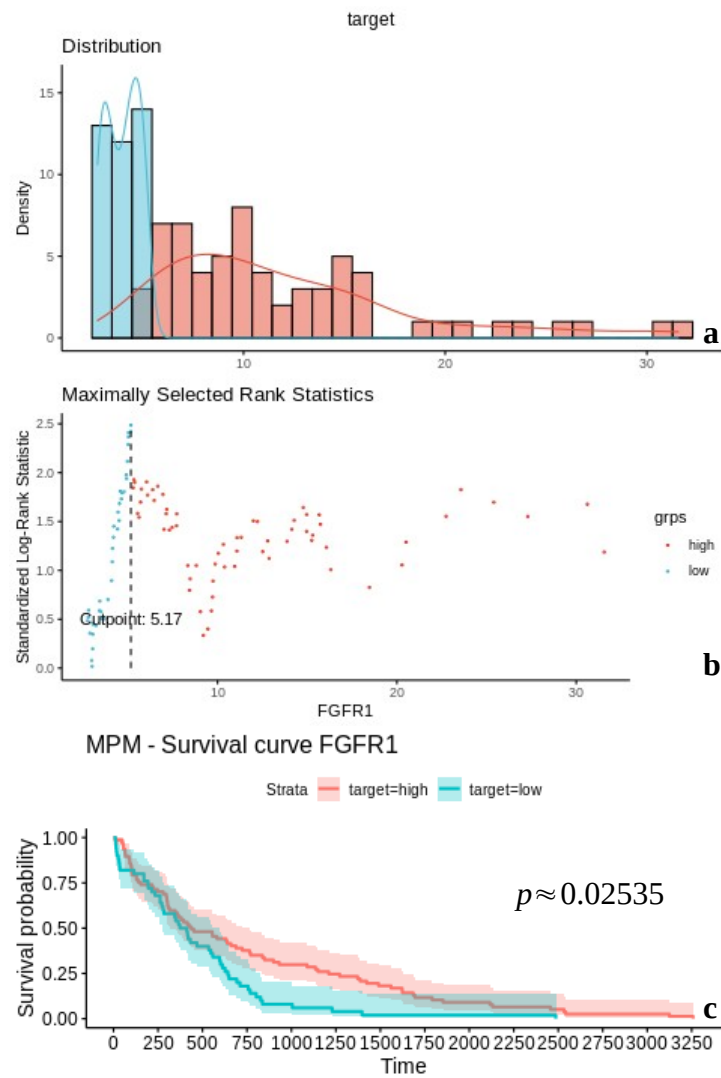 target
Distribution
15
10
5
0
Density
10 20 30
a
Maximally Selected Rank Statistics
2.5
2.0
1.5
1.0
0.5
0.0
Standardized Log-Rank Statistic
Cutpoint: 5.17
grps
high
low
10 20 30
FGFR1
b
MPM - Survival curve FGFR1
Strata target=high target=low
1.00
0.75
0.50
0.25
0.00
Survival probability
p≈0.02535
0 250 500 750 1000 1250 1500 1750 2000 2250 2500 2750 3000 3250
Time
c